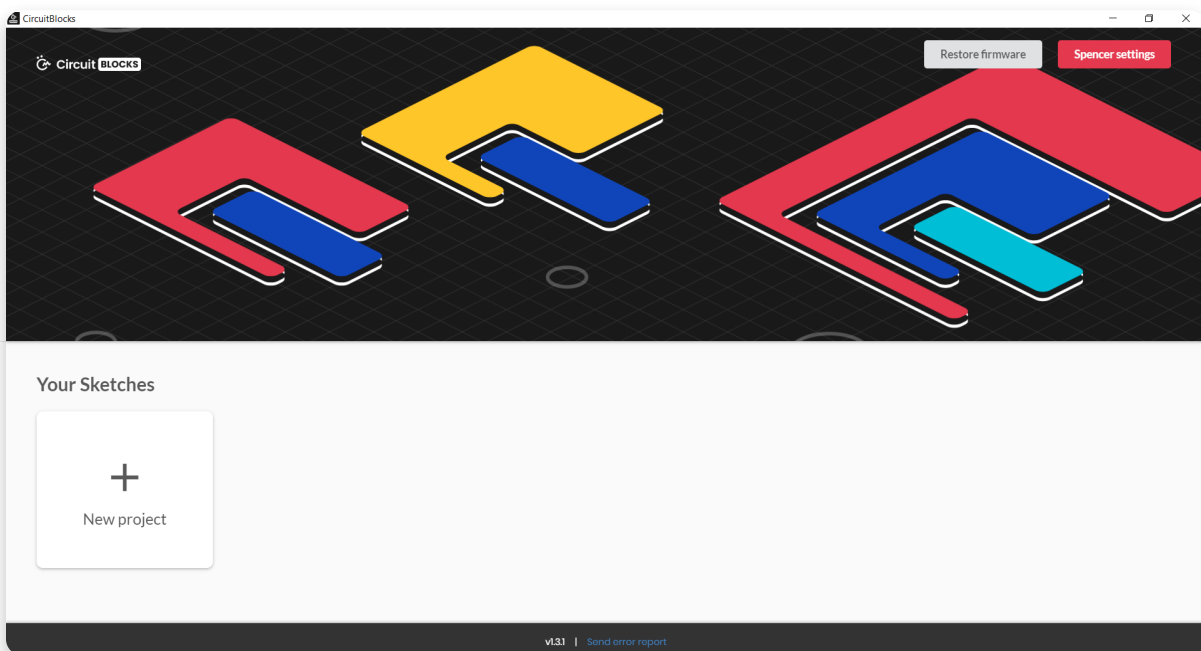 CircuitBlocks
Circuit BLOCKS
Restore firmware
Spencer settings
Your Sketches
New project
v1.3.1 | Send error report